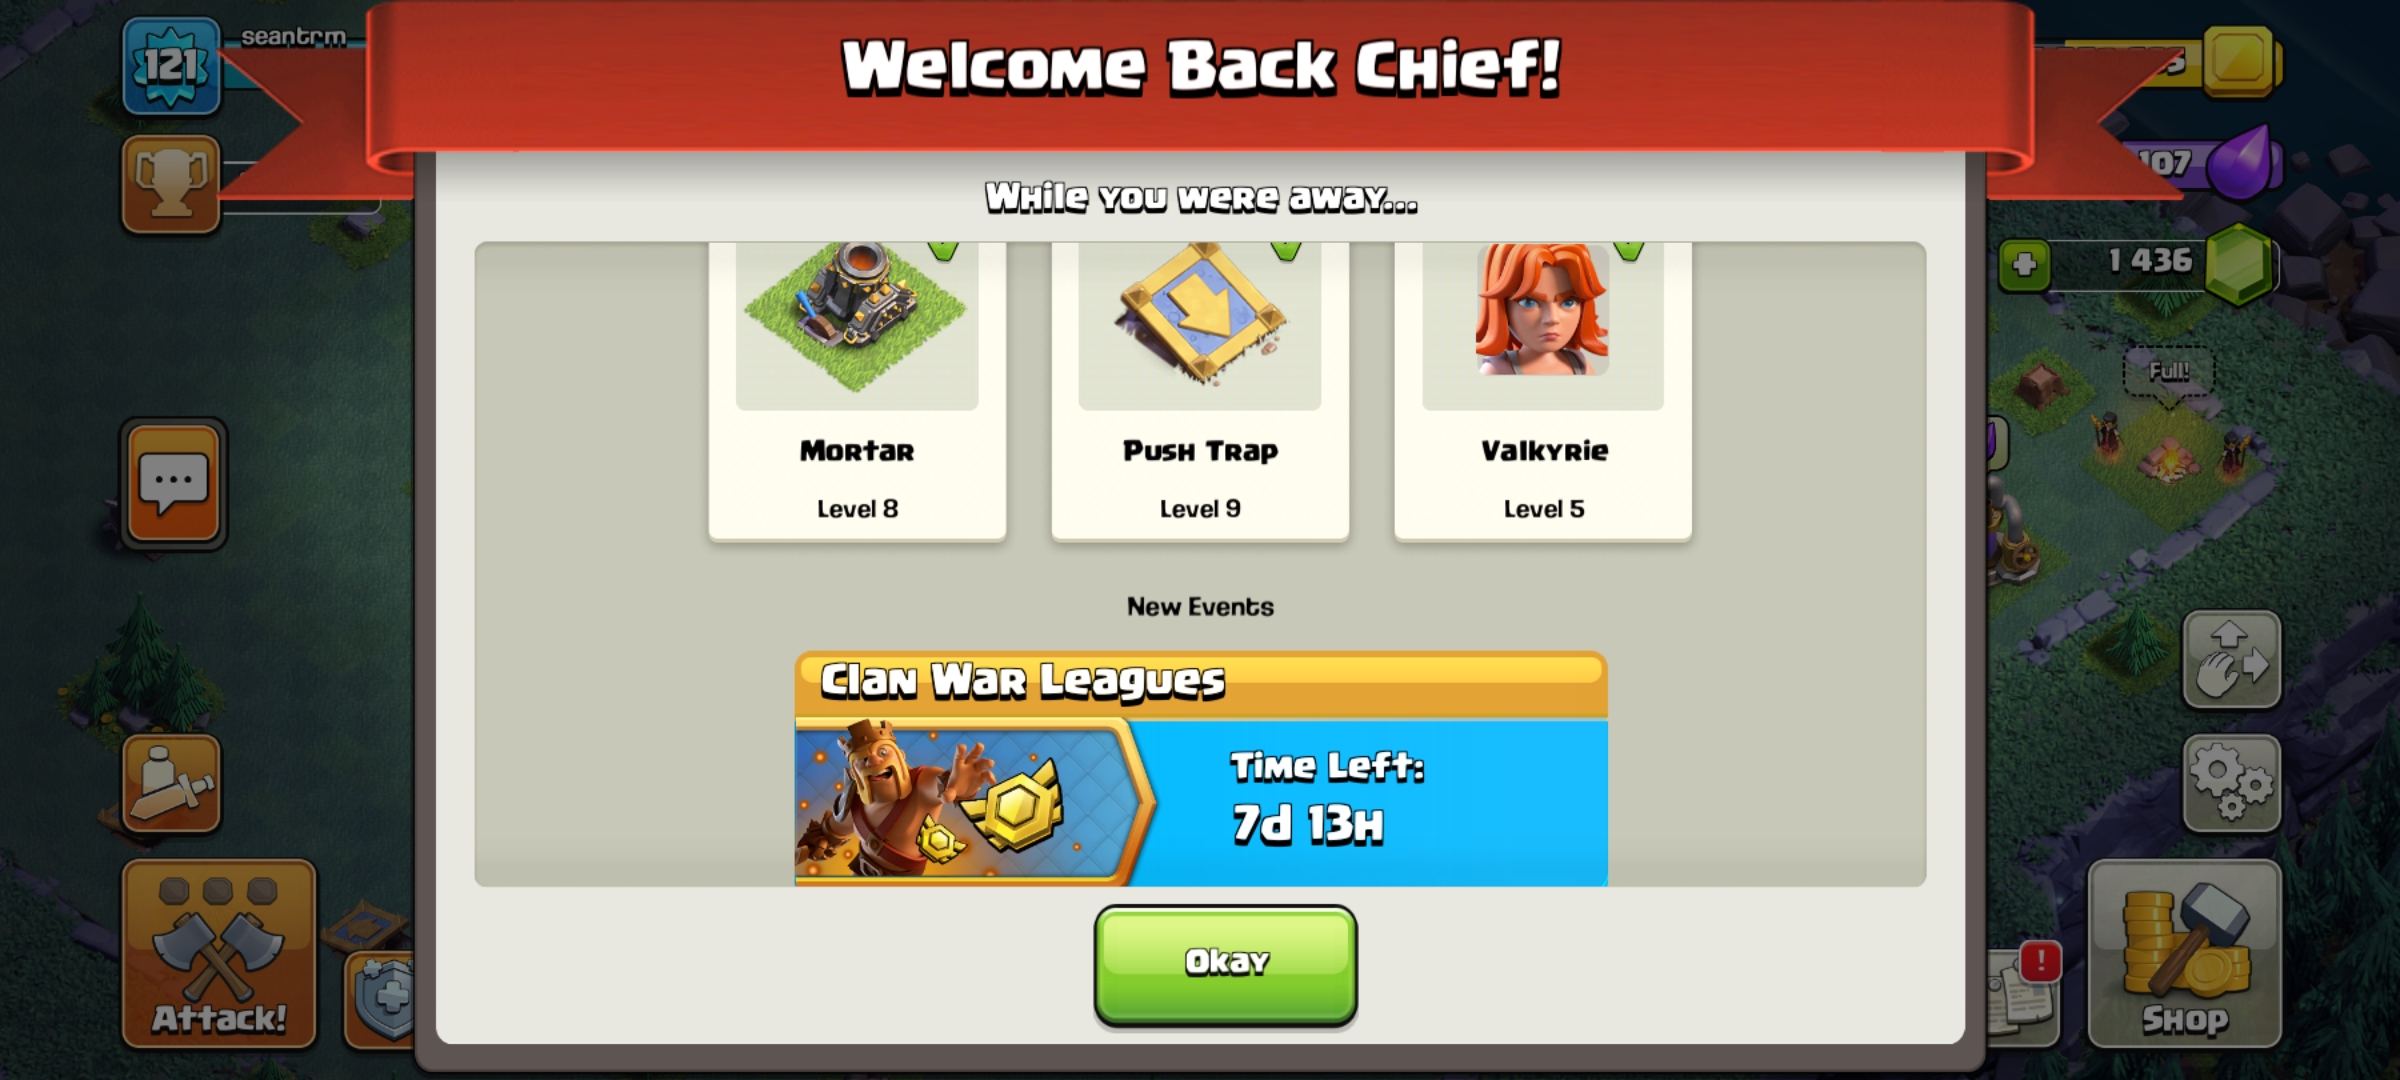 Welcome Back Chief!
121
seantrm
While you were away...
107
1 436
Full!
Mortar
Level 8
Push Trap
Level 9
Valkyrie
Level 5
New Events
Clan War Leagues
Time Left:
7d 13h
Okay
Attack!
!
Shop